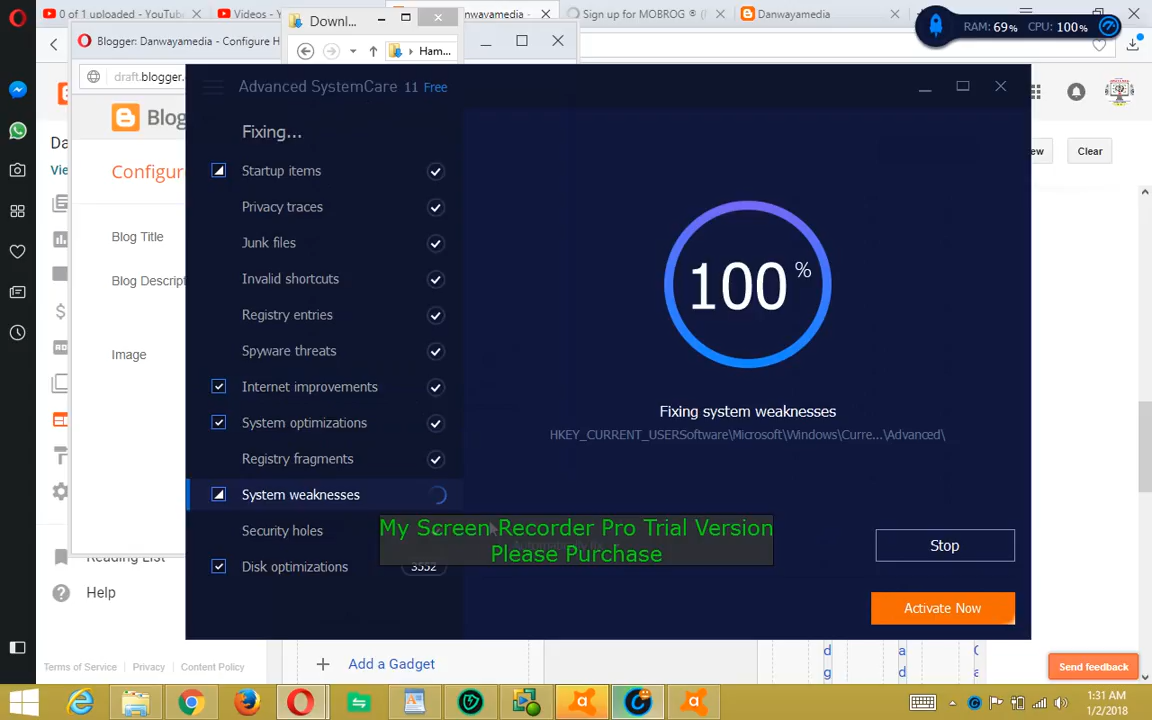 0 of 1 uploaded - YouTu
Videos - Y
Downl...
nwayamedia -
Sign up for MOBROG ® (
Danwayamedia
RAM: 69%
CPU: 100%
Blogger: Danwayamedia - Configure H
Ham...
draft.blogger.
Blog
Da
Vie
ew
Clear
Configur
Blog Title
Blog Descript
Image
Advanced SystemCare 11 Free
Fixing...
Startup items
Privacy traces
Junk files
Invalid shortcuts
Registry entries
Spyware threats
Internet improvements
System optimizations
Registry fragments
System weaknesses
Security holes
Disk optimizations
3552
100 %
Fixing system weaknesses
HKEY_CURRENT_USERSoftware\Microsoft\Windows\Curre...\Advanced\
My Screen Recorder Pro Trial Version
Please Purchase
Stop
Activate Now
Reading List
Help
Terms of Service
Privacy
Content Policy
Add a Gadget
d
a
d
g
d
Send feedback
1:31 AM
1/2/2018